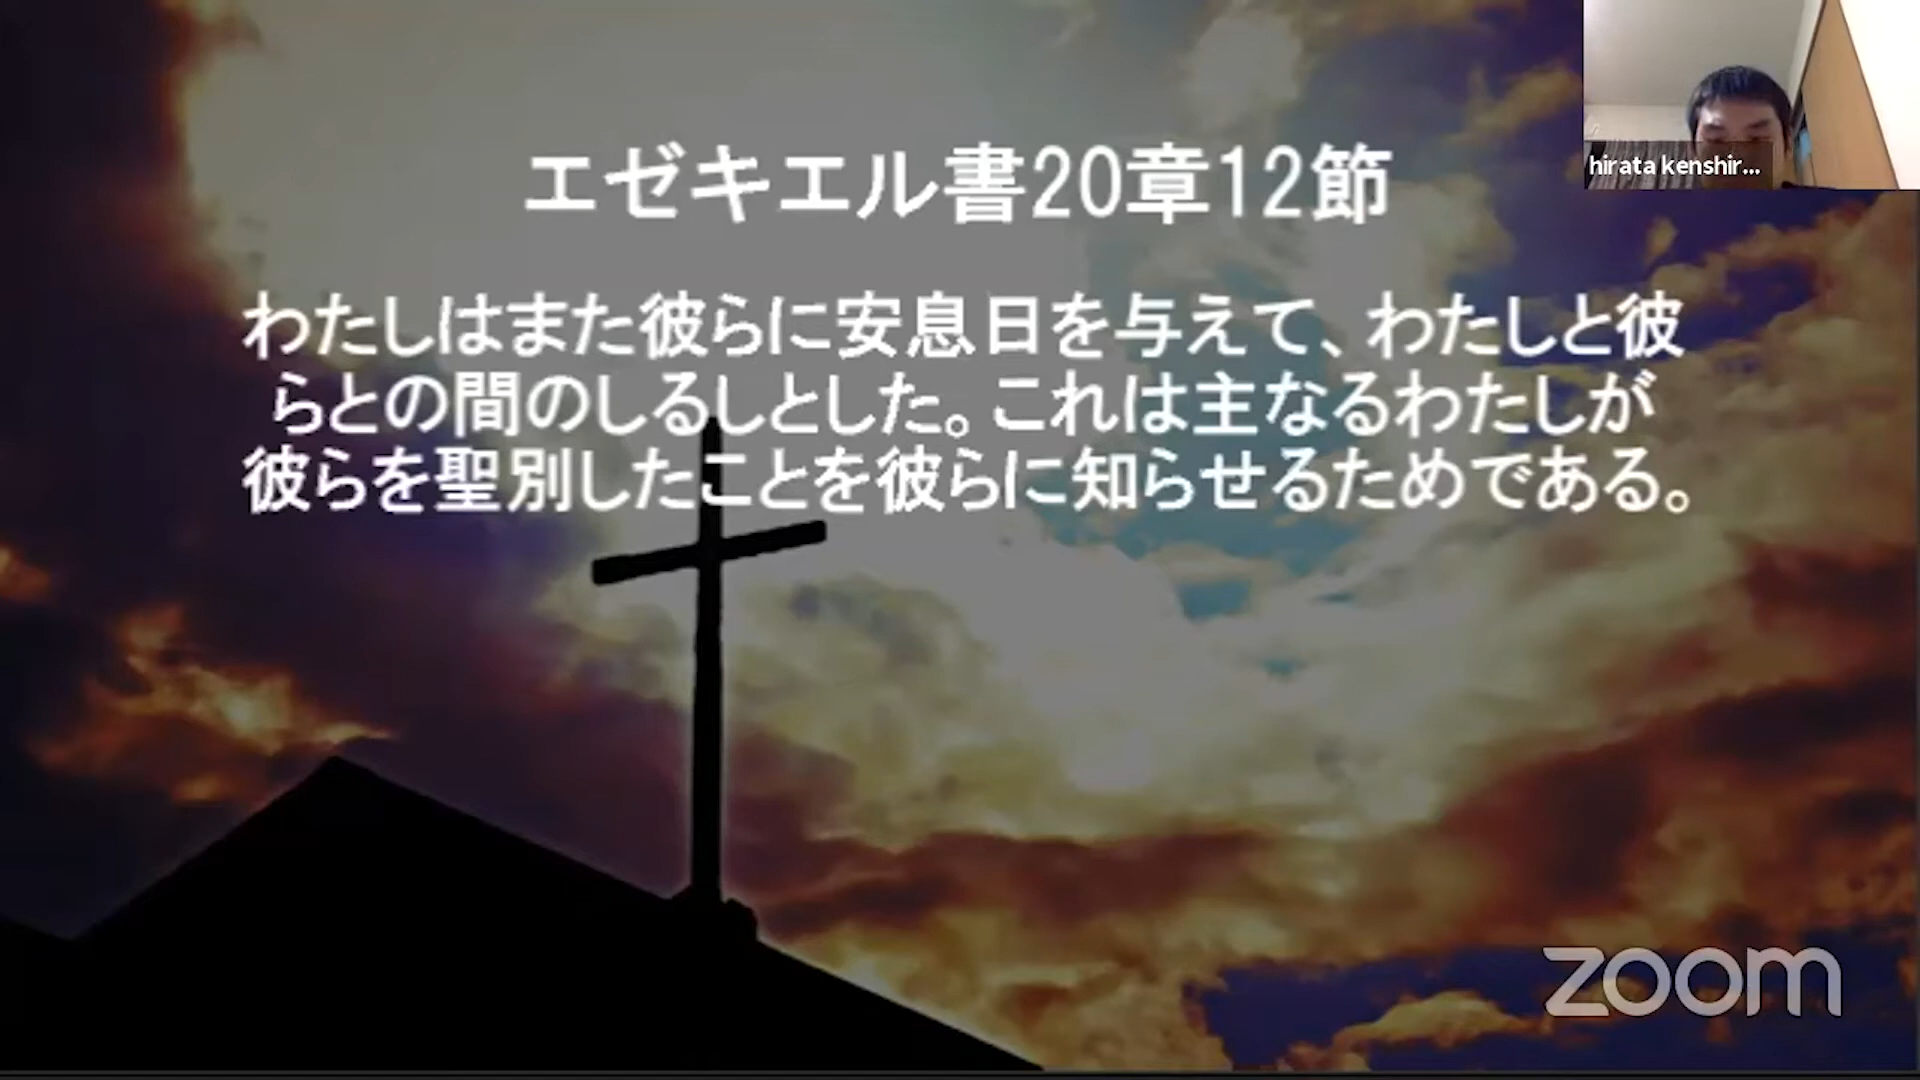 エゼキエル書20章12節
わたしはまた彼らに安息日を与えて、わたしと彼
らとの間のしるしとした。これは主なるわたしが
彼らを聖別したことを彼らに知らせるためである。
hirata kenshir...
zoom